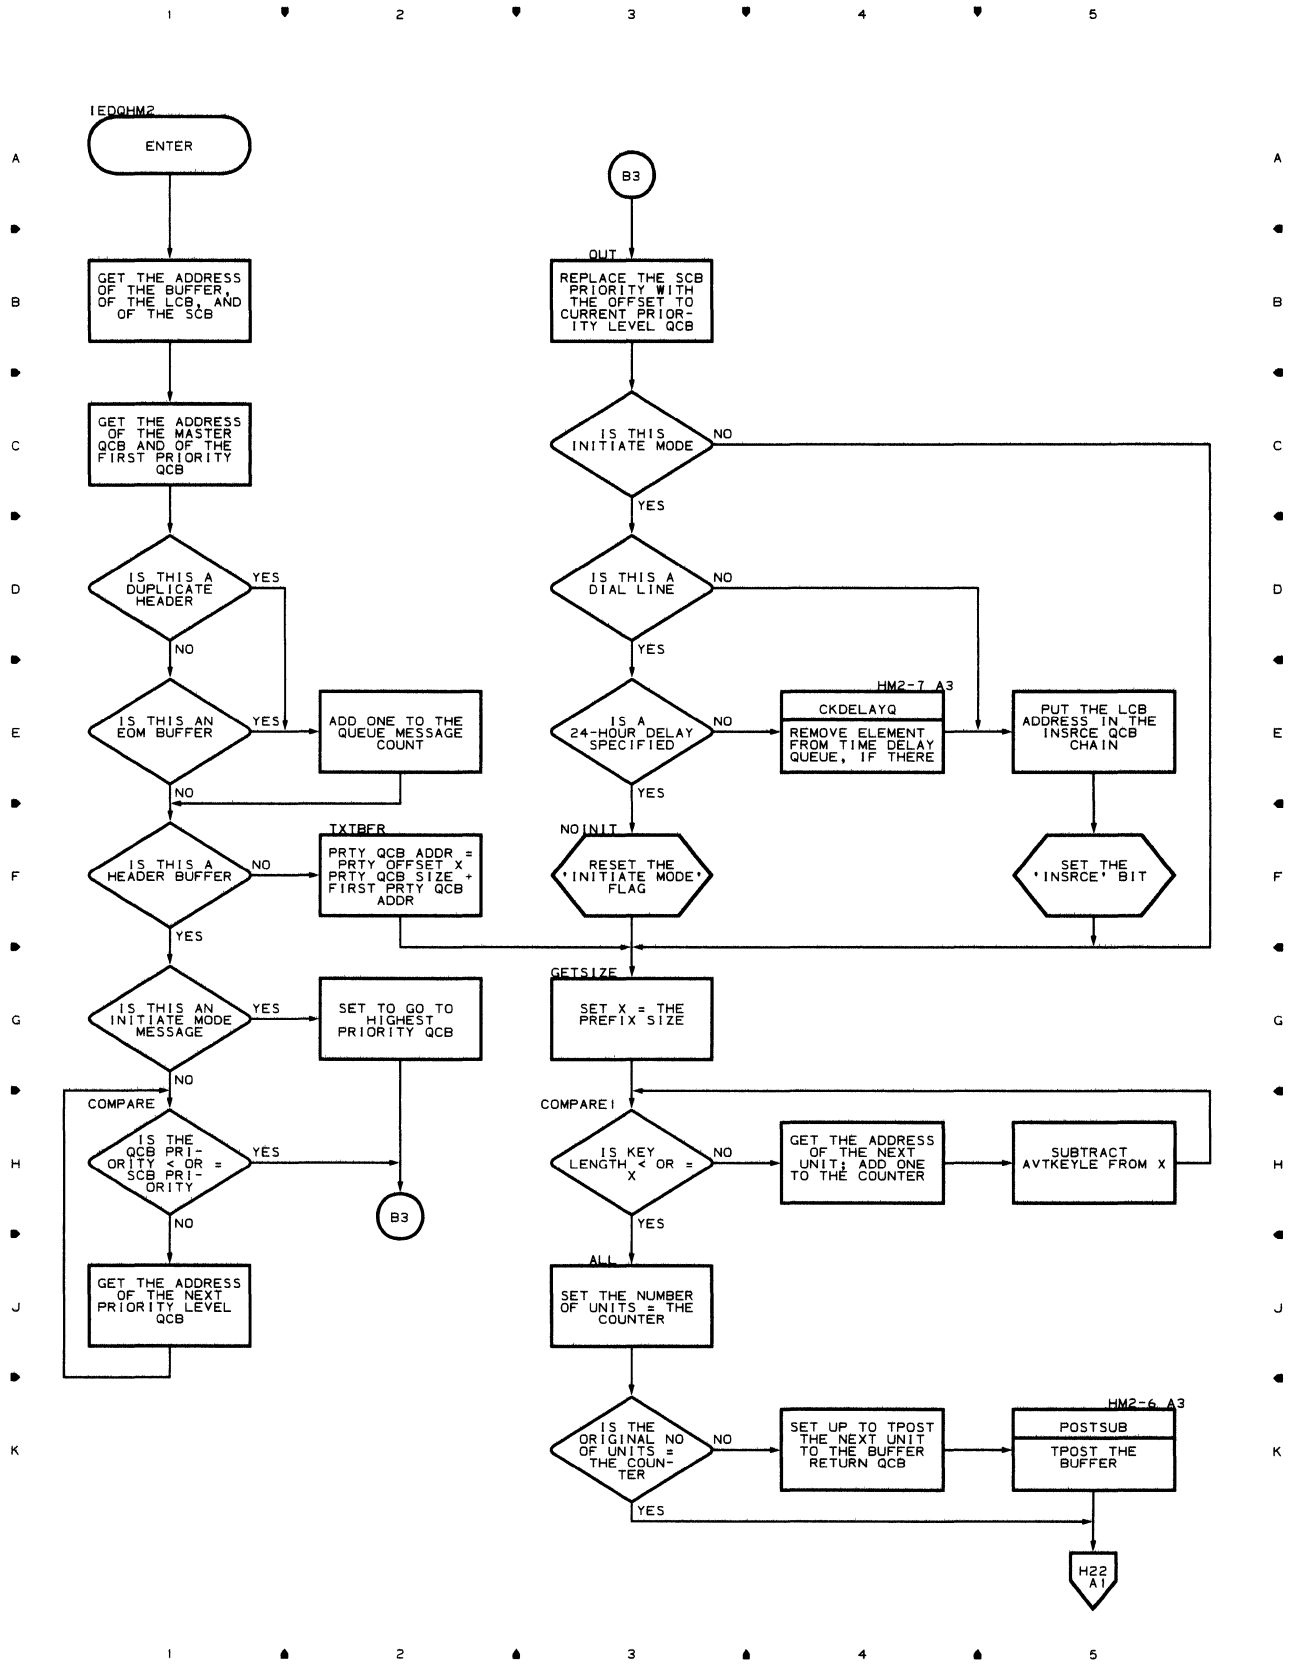 1 2 3 4 5
IEDQHM2
ENTER
A
GET THE ADDRESS
OF THE BUFFER,
OF THE LCB, AND
OF THE SCB
B
GET THE ADDRESS
OF THE MASTER
QCB AND OF THE
FIRST PRIORITY
QCB
C
IS THIS A
DUPLICATE
HEADER
YES
NO
D
IS THIS AN
EOM BUFFER
YES
NO
E
ADD ONE TO THE
QUEUE MESSAGE
COUNT
IS THIS A
HEADER BUFFER
NO
YES
F
TXTBFR
PRTY QCB ADDR =
PRTY OFFSET X
PRTY QCB SIZE +
FIRST PRTY QCB
ADDR
IS THIS AN
INITIATE MODE
MESSAGE
YES
NO
G
SET TO GO TO
HIGHEST
PRIORITY QCB
COMPARE
IS THE
QCB PRI-
ORITY < OR =
SCB PRI-
ORITY
YES
NO
H
B3
GET THE ADDRESS
OF THE NEXT
PRIORITY LEVEL
QCB
J
K
B3
A
OUT
REPLACE THE SCB
PRIORITY WITH
THE OFFSET TO
CURRENT PRIOR-
ITY LEVEL QCB
B
IS THIS
INITIATE MODE
NO
YES
C
IS THIS A
DIAL LINE
NO
YES
D
IS A
24-HOUR DELAY
SPECIFIED
NO
YES
HM2-7 A3
CKDELAYQ
REMOVE ELEMENT
FROM TIME DELAY
QUEUE, IF THERE
PUT THE LCB
ADDRESS IN THE
INSRCE QCB
CHAIN
E
NOINIT
RESET THE
'INITIATE MODE'
FLAG
SET THE
'INSRCE' BIT
F
GETSIZE
SET X = THE
PREFIX SIZE
G
COMPARE1
IS KEY
LENGTH < OR =
X
NO
YES
GET THE ADDRESS
OF THE NEXT
UNIT; ADD ONE
TO THE COUNTER
SUBTRACT
AVTKEYLE FROM X
H
ALL
SET THE NUMBER
OF UNITS = THE
COUNTER
J
IS THE
ORIGINAL NO
OF UNITS =
THE COUN-
TER
NO
YES
SET UP TO TPOST
THE NEXT UNIT
TO THE BUFFER
RETURN QCB
HM2-6 A3
POSTSUB
TPOST THE
BUFFER
K
H22
A1
1 2 3 4 5